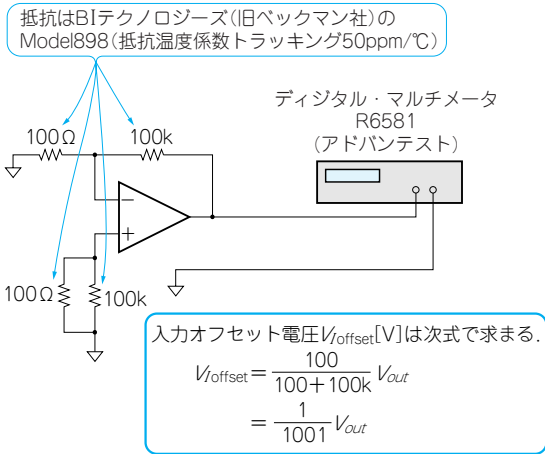 抵抗はBIテクノロジーズ(旧ベックマン社)の
Model898(抵抗温度係数トラッキング50ppm/℃)
ディジタル・マルチメータ
R6581
(アドバンテスト)
100Ω
100k
−
+
100Ω
100k
入力オフセット電圧VIoffset[V]は次式で求まる.
VIoffset=100/(100+100k) Vout
=1/1001 Vout